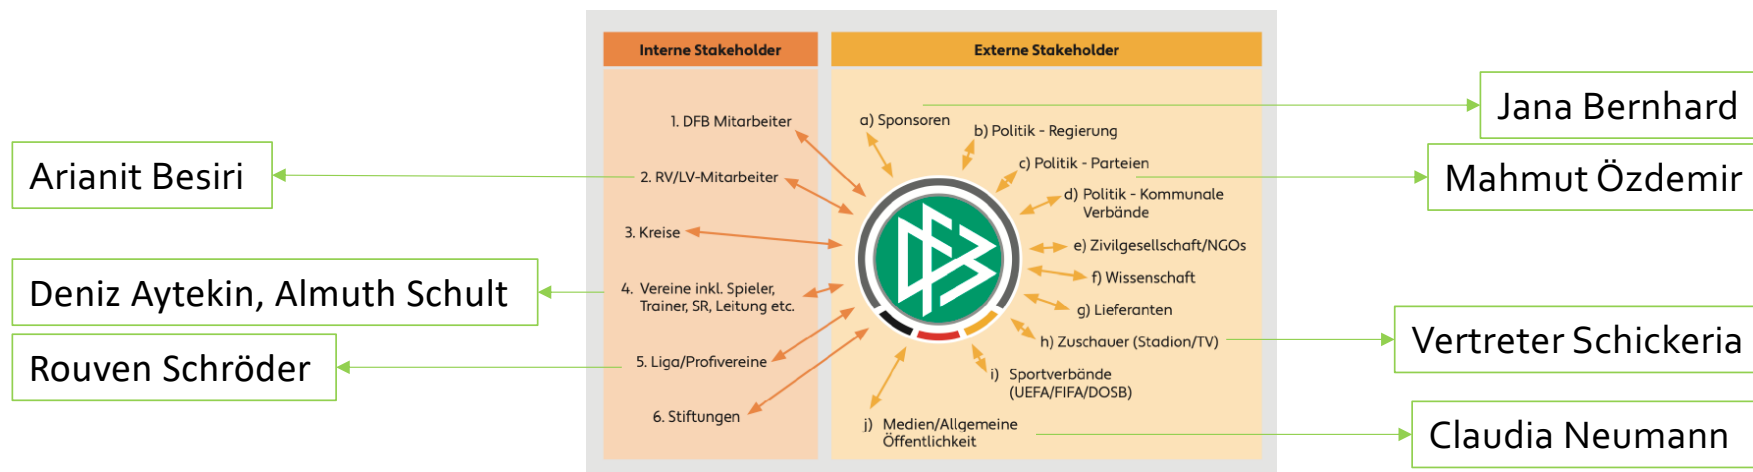 Interne Stakeholder
Externe Stakeholder
1. DFB Mitarbeiter
2. RV/LV-Mitarbeiter
3. Kreise
4. Vereine inkl. Spieler,
Trainer, SR, Leitung etc.
5. Liga/Profivereine
6. Stiftungen
a) Sponsoren
b) Politik - Regierung
c) Politik - Parteien
d) Politik - Kommunale
Verbände
e) Zivilgesellschaft/NGOs
f) Wissenschaft
g) Lieferanten
h) Zuschauer (Stadion/TV)
i) Sportverbände
(UEFA/FIFA/DOSB)
j) Medien/Allgemeine
Öffentlichkeit
DFB
Arianit Besiri
Deniz Aytekin, Almuth Schult
Rouven Schröder
Jana Bernhard
Mahmut Özdemir
Vertreter Schickeria
Claudia Neumann